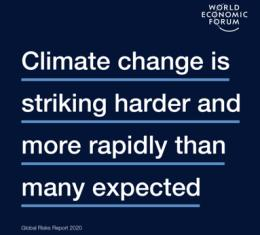 WORLD
ECONOMIC
FORUM
Climate change is
striking harder and
more rapidly than
many expected
Global Risks Report 2020